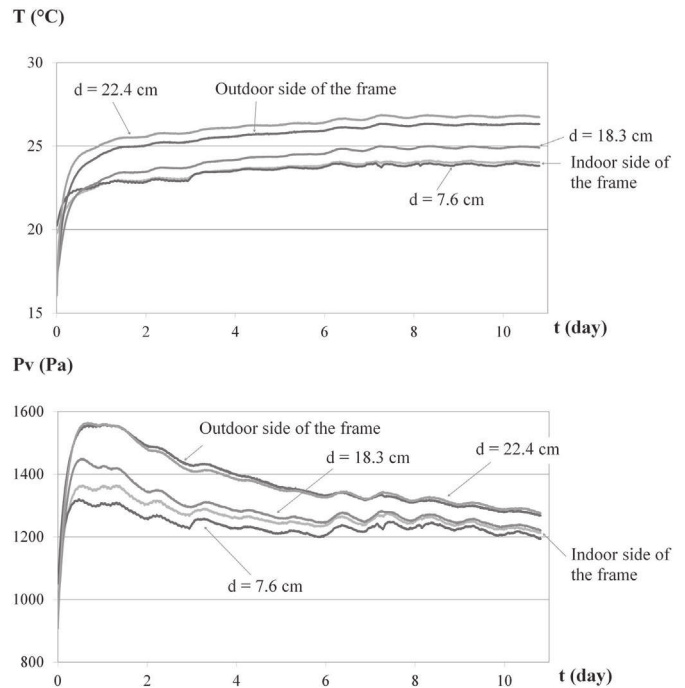 T (°C)
30
d = 22.4 cm
Outdoor side of the frame
25
d = 18.3 cm
Indoor side of
the frame
d = 7.6 cm
20
15
0 2 4 6 8 10
t (day)
Pv (Pa)
1600
Outdoor side of the frame
d = 22.4 cm
d = 18.3 cm
1400
1200
Indoor side of
the frame
d = 7.6 cm
1000
800
0 2 4 6 8 10
t (day)